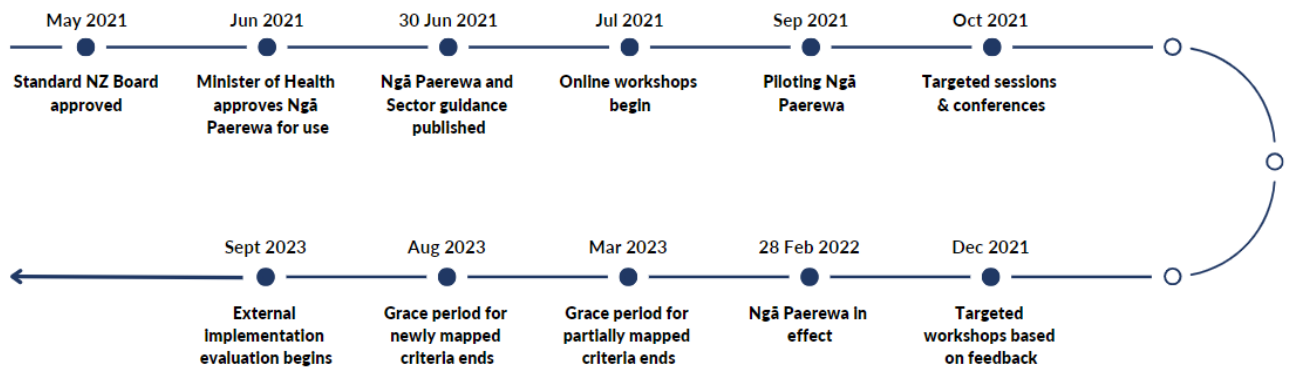 May 2021
Standard NZ Board
approved
Jun 2021
Minister of Health
approves Ngā
Paerewa for use
30 Jun 2021
Ngā Paerewa and
Sector guidance
published
Jul 2021
Online workshops
begin
Sep 2021
Piloting Ngā
Paerewa
Oct 2021
Targeted sessions
& conferences
Dec 2021
Targeted
workshops based
on feedback
28 Feb 2022
Ngā Paerewa in
effect
Mar 2023
Grace period for
partially mapped
criteria ends
Aug 2023
Grace period for
newly mapped
criteria ends
Sept 2023
External
implementation
evaluation begins